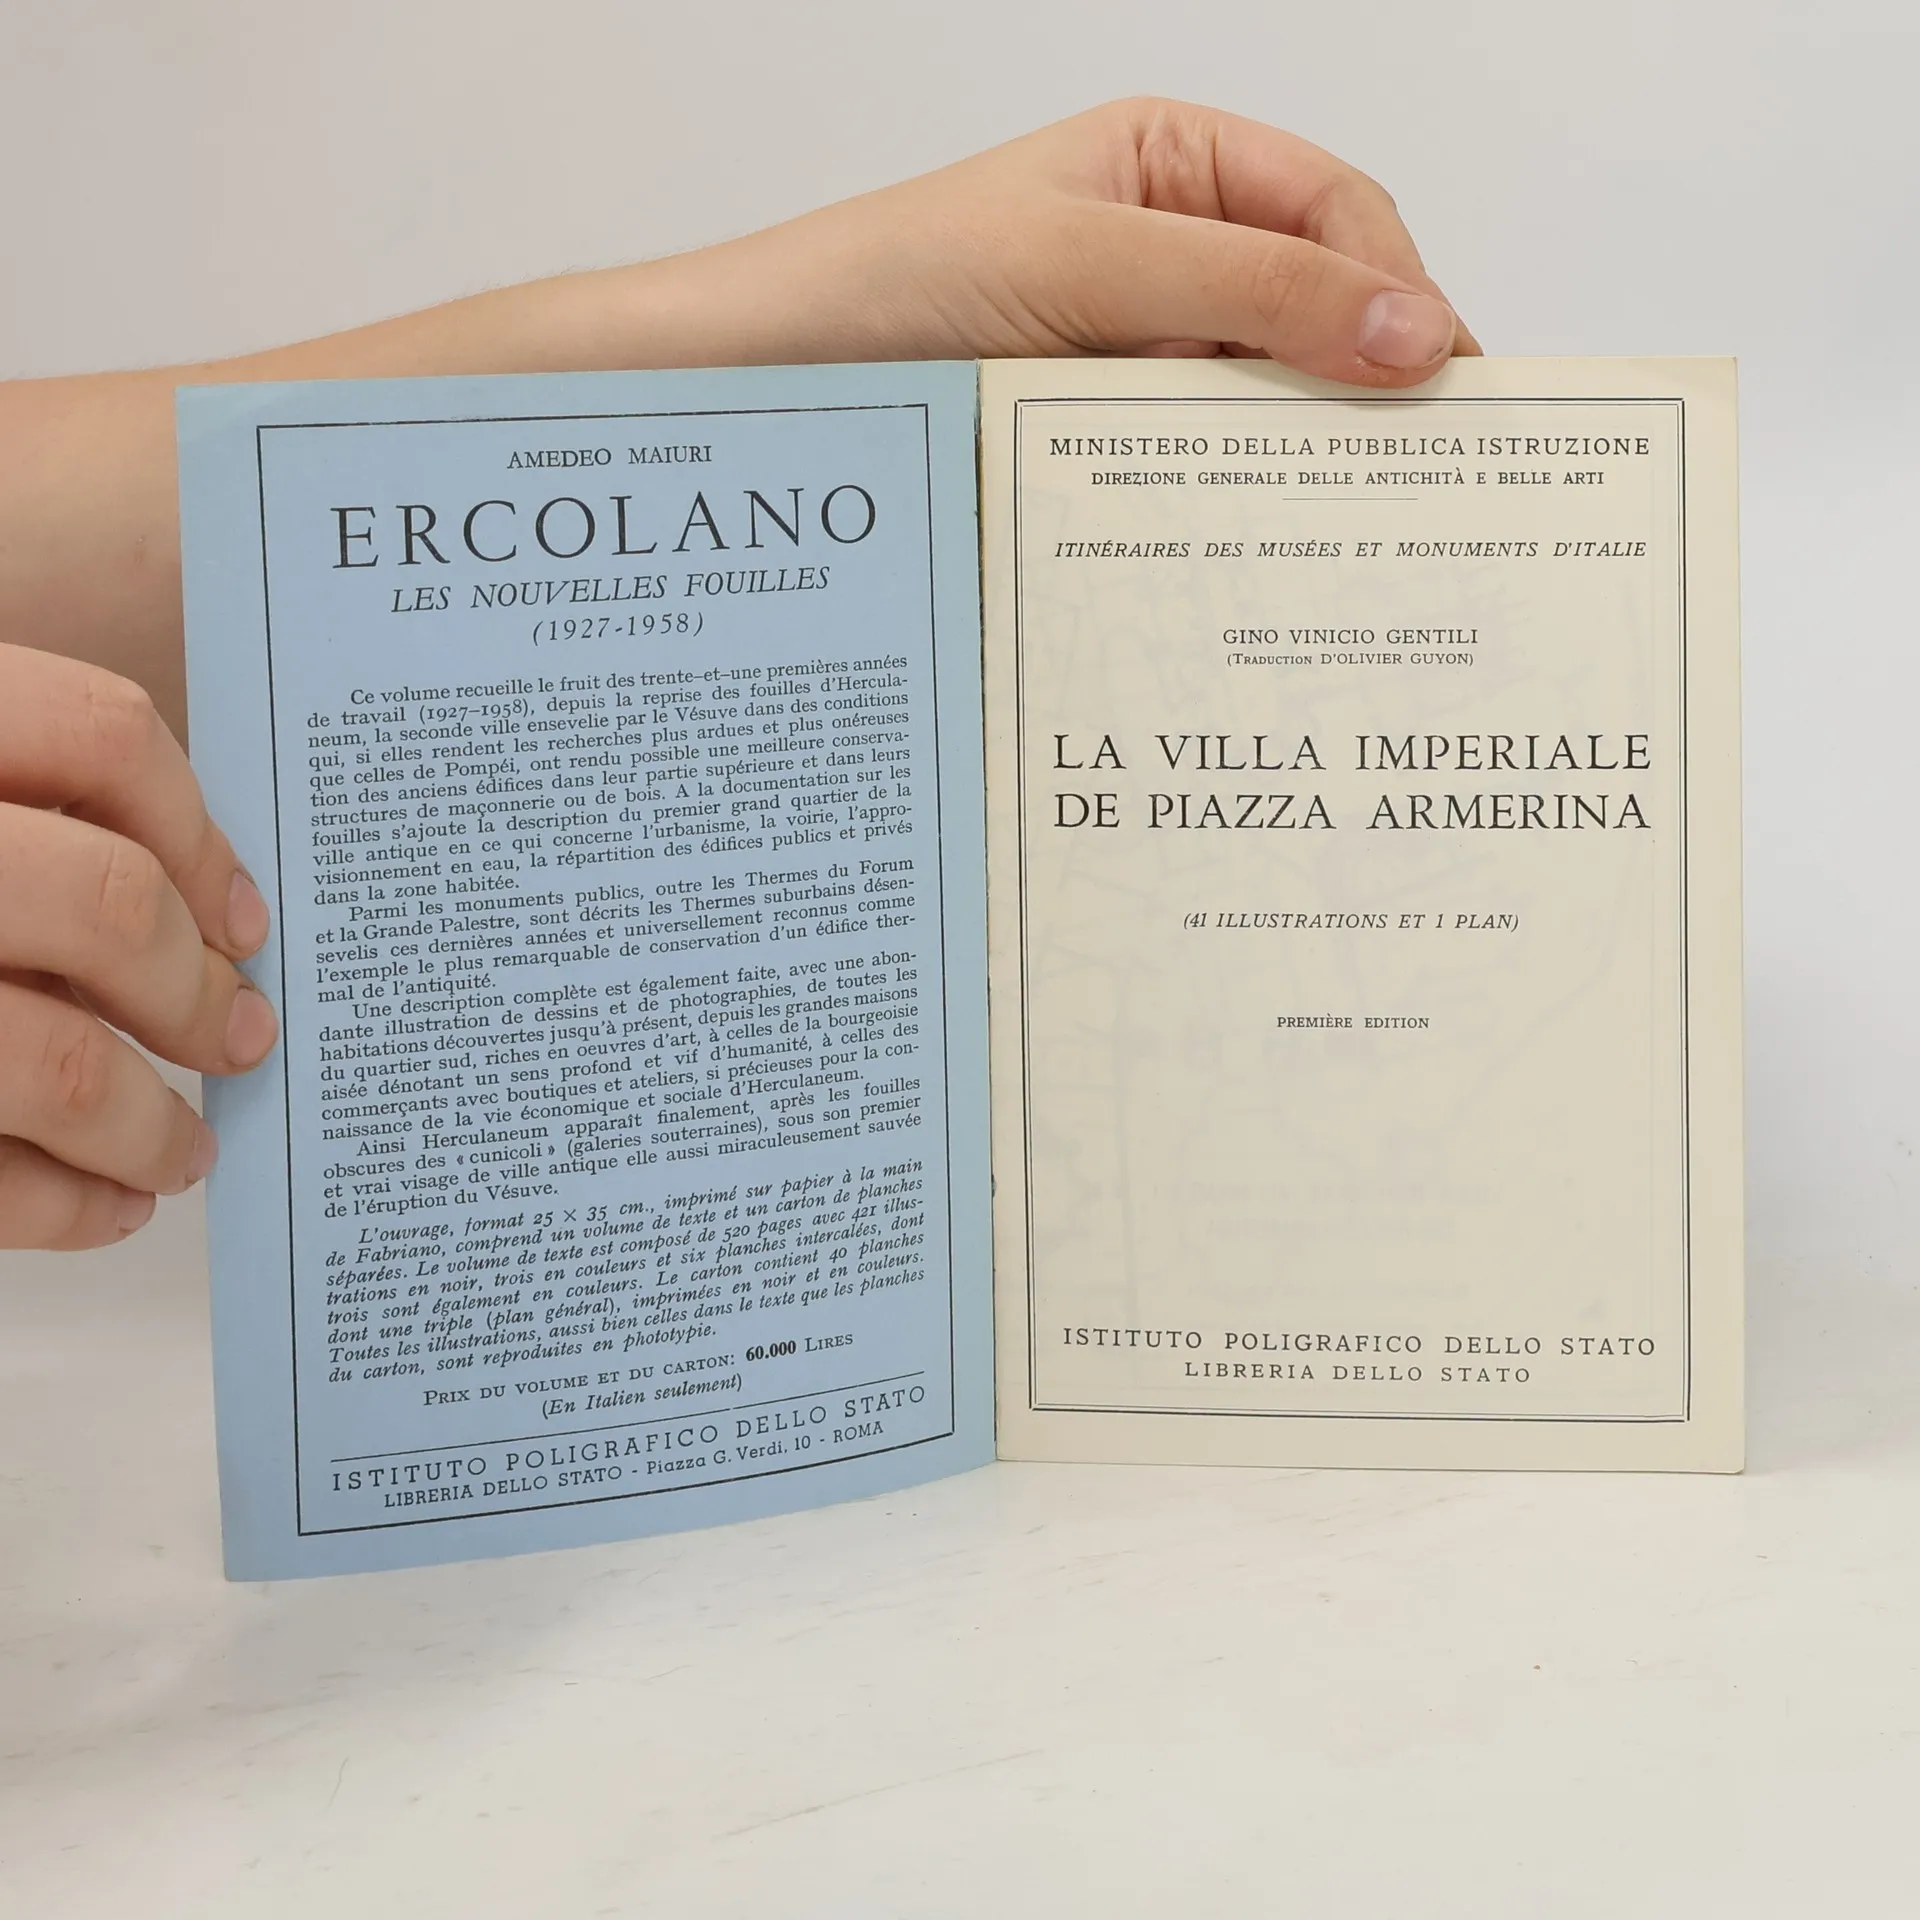 AMEDEO MAIURI
ERCOLANO
LES NOUVELLES FOUILLES
(1927-1958)
Ce volume recueille le fruit des trente-et-une premières années
de travail (1927-1958), depuis la reprise des fouilles d'Hercula-
neum, la seconde ville ensevelie par le Vésuve dans des conditions
qui, si elles rendent les recherches plus ardues et plus onéreuses
que celles de Pompéi, ont rendu possible une meilleure conserva-
tion des anciens édifices dans leur partie supérieure et dans leurs
structures de maçonnerie ou de bois. A la documentation sur les
fouilles s'ajoute la description du premier grand quartier de la
ville antique en ce qui concerne l'urbanisme, la voirie, l'appro-
visionnement en eau, la répartition des édifices publics et privés
dans la zone habitée.
Parmi les monuments publics, outre les Thermes du Forum
et la Grande Palestre, sont décrits les Thermes suburbains désen-
sevelis ces dernières années et universellement reconnus comme
l'exemple le plus remarquable de conservation d'un édifice ther-
mal de l'antiquité.
Une description complète est également faite, avec une abon-
dante illustration de dessins et de photographies, de toutes les
habitations découvertes jusqu'à présent, depuis les grandes maisons
du quartier sud, riches en oeuvres d'art, à celles de la bourgeoisie
aisée dénotant un sens profond et vif d'humanité, à celles des
commerçants avec boutiques et ateliers, si précieuses pour la con-
naissance de la vie économique et sociale d'Herculaneum.
Ainsi Herculaneum apparaît finalement, après les fouilles
obscures des « cunicoli » (galeries souterraines), sous son premier
et vrai visage de ville antique elle aussi miraculeusement sauvée
de l'éruption du Vésuve.
L'ouvrage, format 25 × 35 cm., imprimé sur papier à la main
de Fabriano, comprend un volume de texte et un carton de planches
séparées. Le volume de texte est composé de 520 pages avec 421 illus-
trations en noir, trois en couleurs et six planches intercalées, dont
trois sont également en couleurs. Le carton contient 40 planches
dont une triple (plan général), imprimées en noir et en couleurs.
Toutes les illustrations, aussi bien celles dans le texte que les planches
du carton, sont reproduites en phototypie.
PRIX DU VOLUME ET DU CARTON: 60.000 LIRES
(En Italien seulement)
ISTITUTO POLIGRAFICO DELLO STATO
LIBRERIA DELLO STATO - Piazza G. Verdi, 10 - ROMA
MINISTERO DELLA PUBBLICA ISTRUZIONE
DIREZIONE GENERALE DELLE ANTICHITÀ E BELLE ARTI
ITINÉRAIRES DES MUSÉES ET MONUMENTS D'ITALIE
GINO VINICIO GENTILI
(TRADUCTION D'OLIVIER GUYON)
LA VILLA IMPERIALE
DE PIAZZA ARMERINA
(41 ILLUSTRATIONS ET 1 PLAN)
PREMIÈRE EDITION
ISTITUTO POLIGRAFICO DELLO STATO
LIBRERIA DELLO STATO